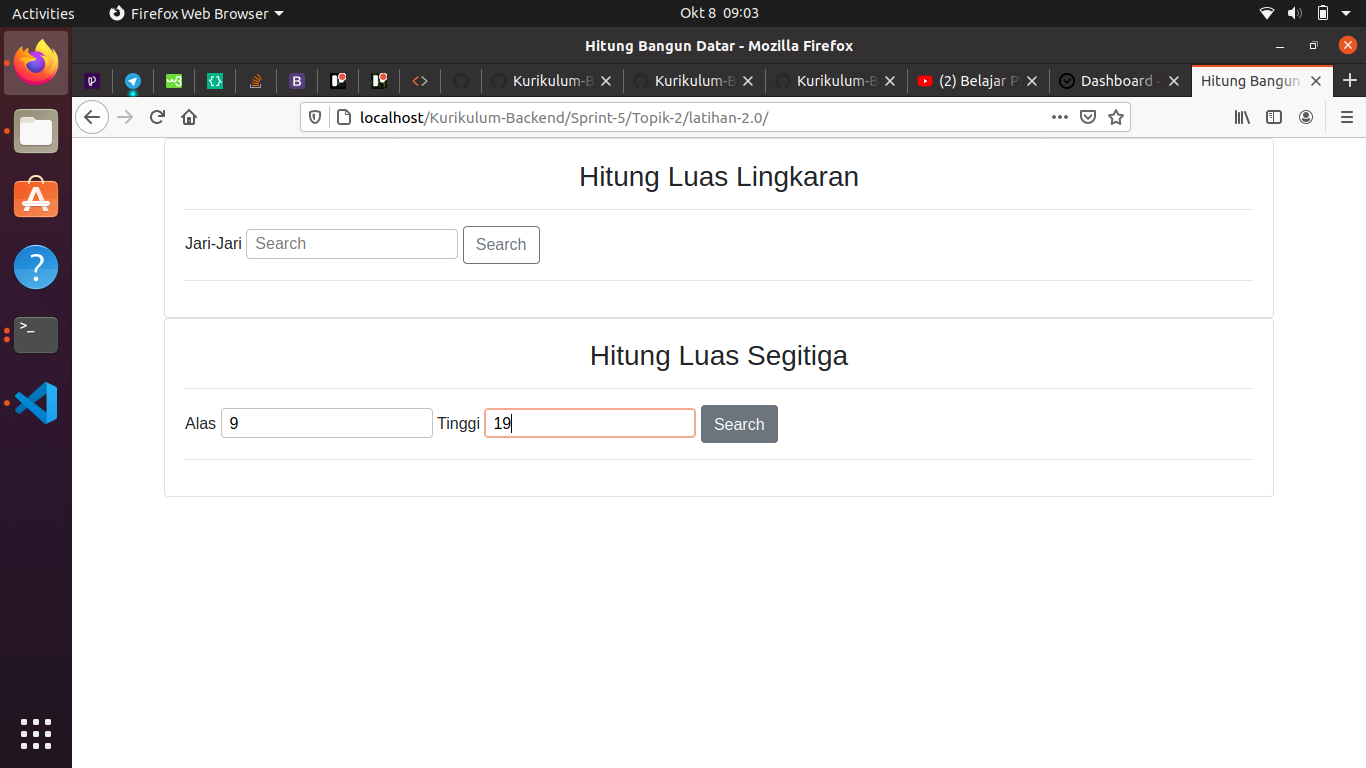 Activities Firefox Web Browser Okt 8 09:03
Hitung Bangun Datar - Mozilla Firefox
Kurikulum-B Kurikulum-B Kurikulum-B (2) Belajar P Dashboard - Hitung Bangun
localhost/Kurikulum-Backend/Sprint-5/Topik-2/latihan-2.0/
Hitung Luas Lingkaran
Jari-Jari Search Search
Hitung Luas Segitiga
Alas 9 Tinggi 19 Search